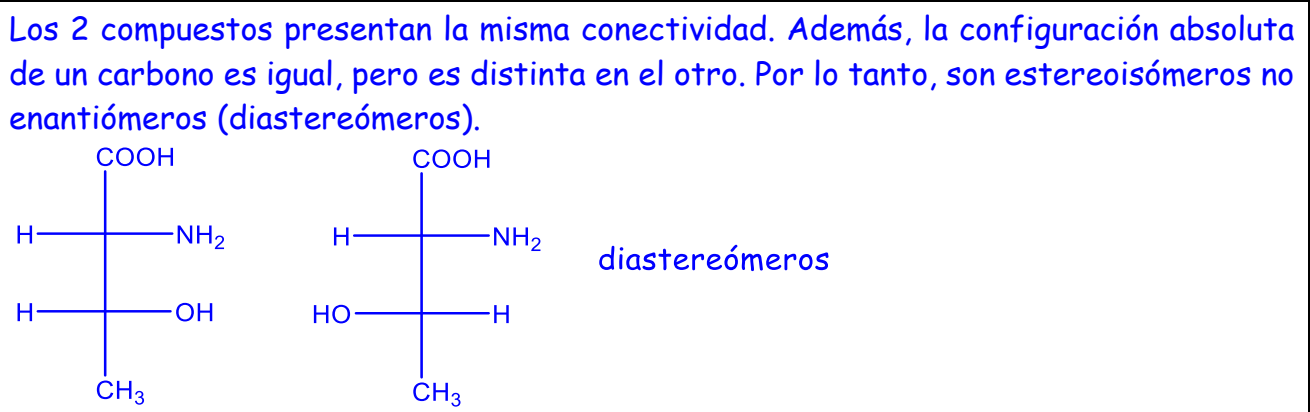 Los 2 compuestos presentan la misma conectividad. Además, la configuración absoluta
de un carbono es igual, pero es distinta en el otro. Por lo tanto, son estereoisómeros no
enantiómeros (diastereómeros).
COOH COOH
H NH₂ H NH₂
diastereómeros
H OH HO H
CH₃ CH₃